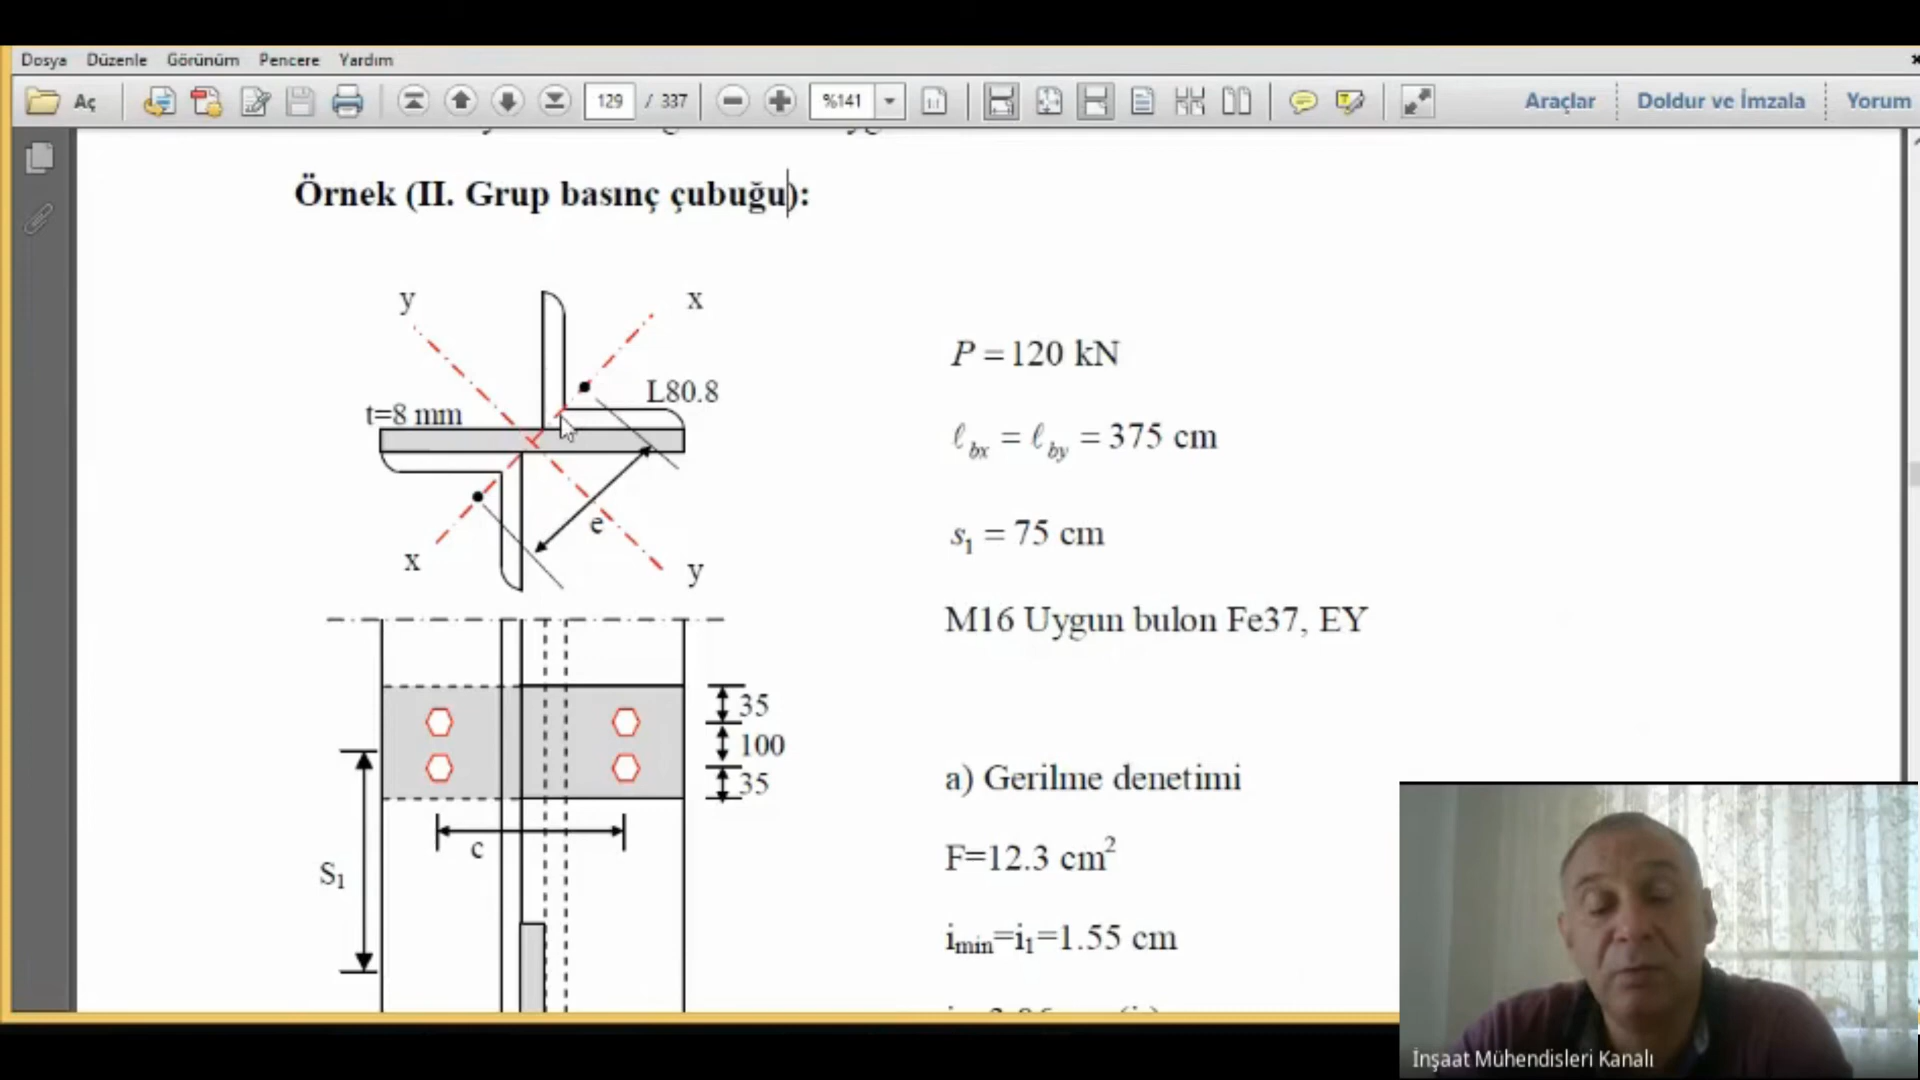 Dosya Düzenle Görünüm Pencere Yardım
Aç 129 / 337 %141 Araçlar Doldur ve İmzala Yorum
Örnek (II. Grup basınç çubuğu):
y x
L80.8
t=8 mm
e
x y
35
100
35
c
S1
P = 120 kN
ℓbx = ℓby = 375 cm
s1 = 75 cm
M16 Uygun bulon Fe37, EY
a) Gerilme denetimi
F=12.3 cm²
imin=i1=1.55 cm
İnşaat Mühendisleri Kanalı